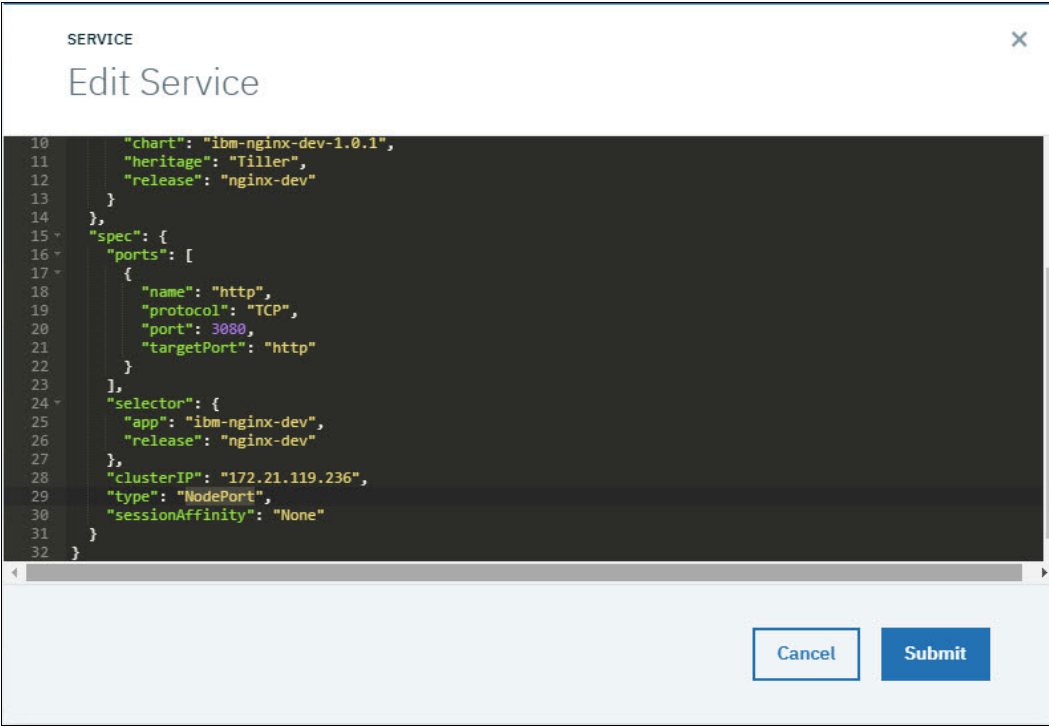 SERVICE
Edit Service
10 "chart": "ibm-nginx-dev-1.0.1",
11 "heritage": "Tiller",
12 "release": "nginx-dev"
13 }
14 },
15 "spec": {
16 "ports": [
17 {
18 "name": "http",
19 "protocol": "TCP",
20 "port": 3080,
21 "targetPort": "http"
22 }
23 ],
24 "selector": {
25 "app": "ibm-nginx-dev",
26 "release": "nginx-dev"
27 },
28 "clusterIP": "172.21.119.236",
29 "type": "NodePort",
30 "sessionAffinity": "None"
31 }
32 }
Cancel Submit